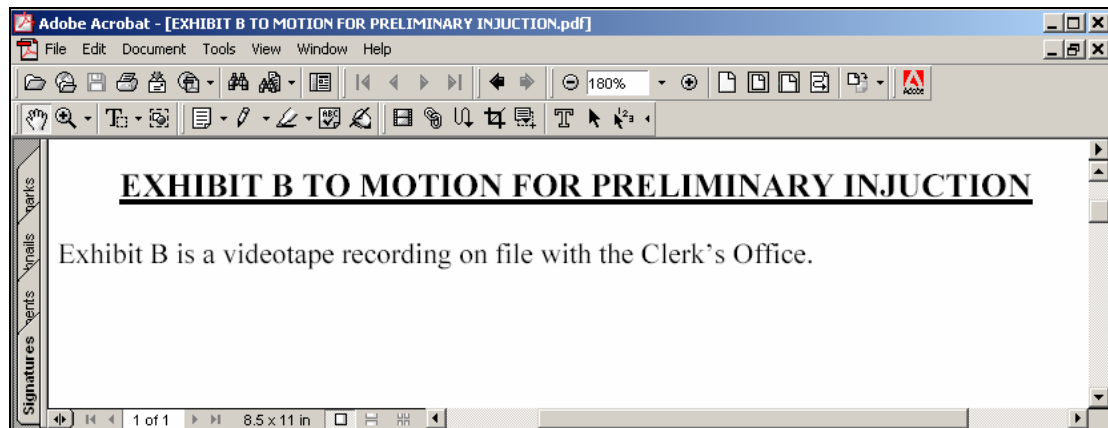 Adobe Acrobat - [EXHIBIT B TO MOTION FOR PRELIMINARY INJUCTION.pdf]
File Edit Document Tools View Window Help
180%
Adobe
ABC
EXHIBIT B TO MOTION FOR PRELIMINARY INJUCTION
Exhibit B is a videotape recording on file with the Clerk's Office.
Signatures
1 of 1 8.5 x 11 in